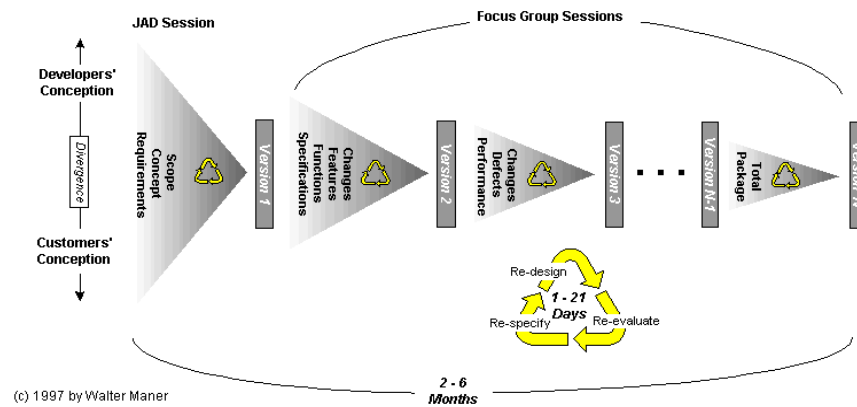 JAD Session
Focus Group Sessions
Developers'
Conception
Divergence
Customers'
Conception
Scope
Concept
Requirements
Version 1
Changes
Features
Functions
Specifications
Version 2
Changes
Defects
Performance
Version 3
Version N-1
Total
Package
Re-design
1 - 21
Days
Re-specify
Re-evaluate
2 - 6
Months
(c) 1997 by Walter Maner